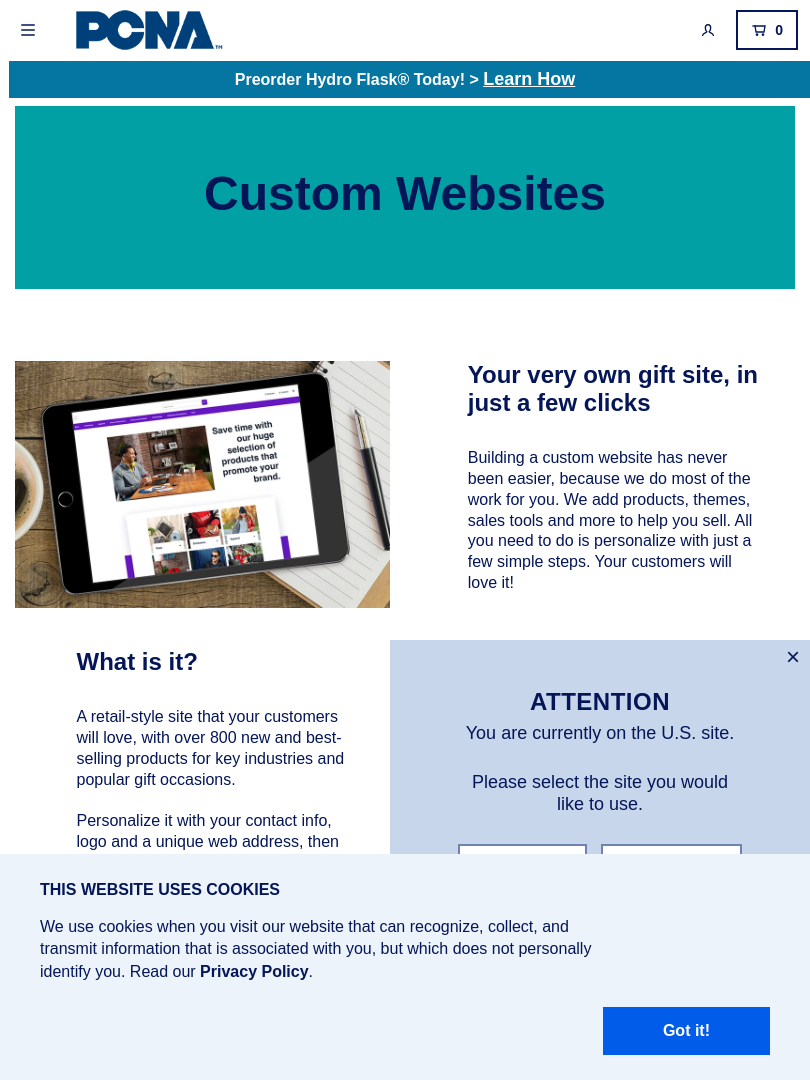 PCNA™
0
Preorder Hydro Flask® Today! > Learn How
Custom Websites
Save time with
our huge
selection of
products that
promote your
brand.
Your very own gift site, in
just a few clicks
Building a custom website has never
been easier, because we do most of the
work for you. We add products, themes,
sales tools and more to help you sell. All
you need to do is personalize with just a
few simple steps. Your customers will
love it!
What is it?
A retail-style site that your customers
will love, with over 800 new and best-
selling products for key industries and
popular gift occasions.
Personalize it with your contact info,
logo and a unique web address, then
ATTENTION
You are currently on the U.S. site.
Please select the site you would
like to use.
THIS WEBSITE USES COOKIES
We use cookies when you visit our website that can recognize, collect, and
transmit information that is associated with you, but which does not personally
identify you. Read our Privacy Policy.
Got it!